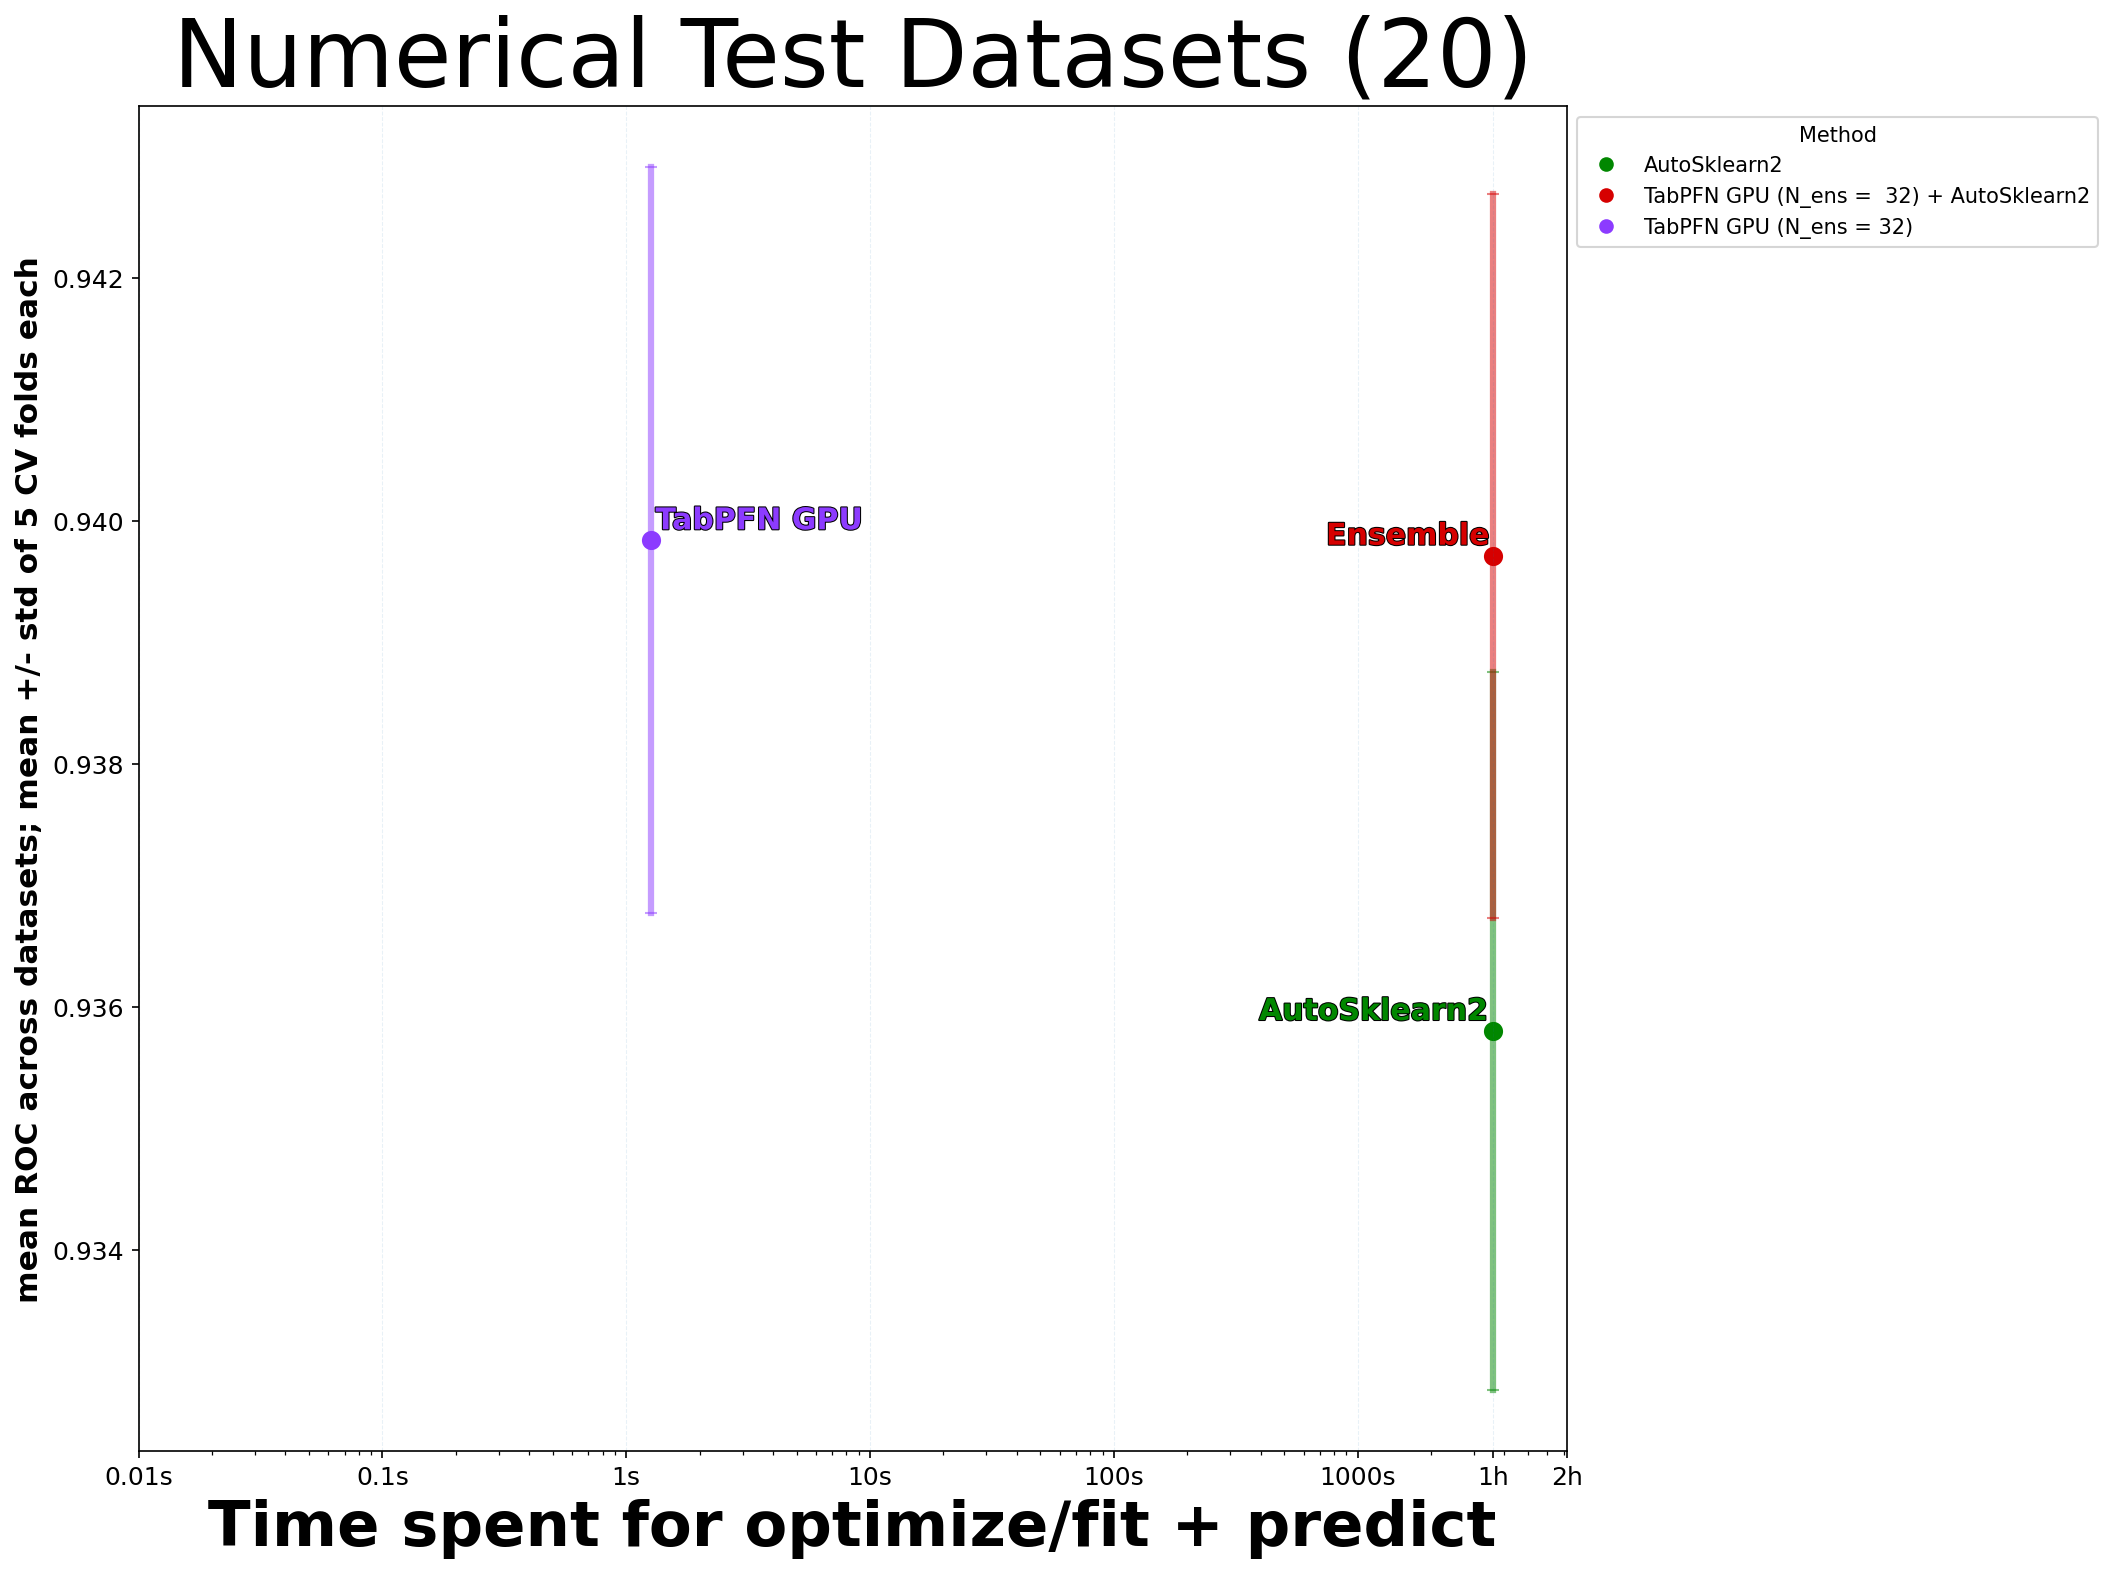 Numerical Test Datasets (20)
mean ROC across datasets; mean +/- std of 5 CV folds each
0.942
0.940
0.938
0.936
0.934
TabPFN GPU
Ensemble
AutoSklearn2
0.01s
0.1s
1s
10s
100s
1000s
1h
2h
Time spent for optimize/fit + predict
Method
AutoSklearn2
TabPFN GPU (N_ens =  32) + AutoSklearn2
TabPFN GPU (N_ens = 32)